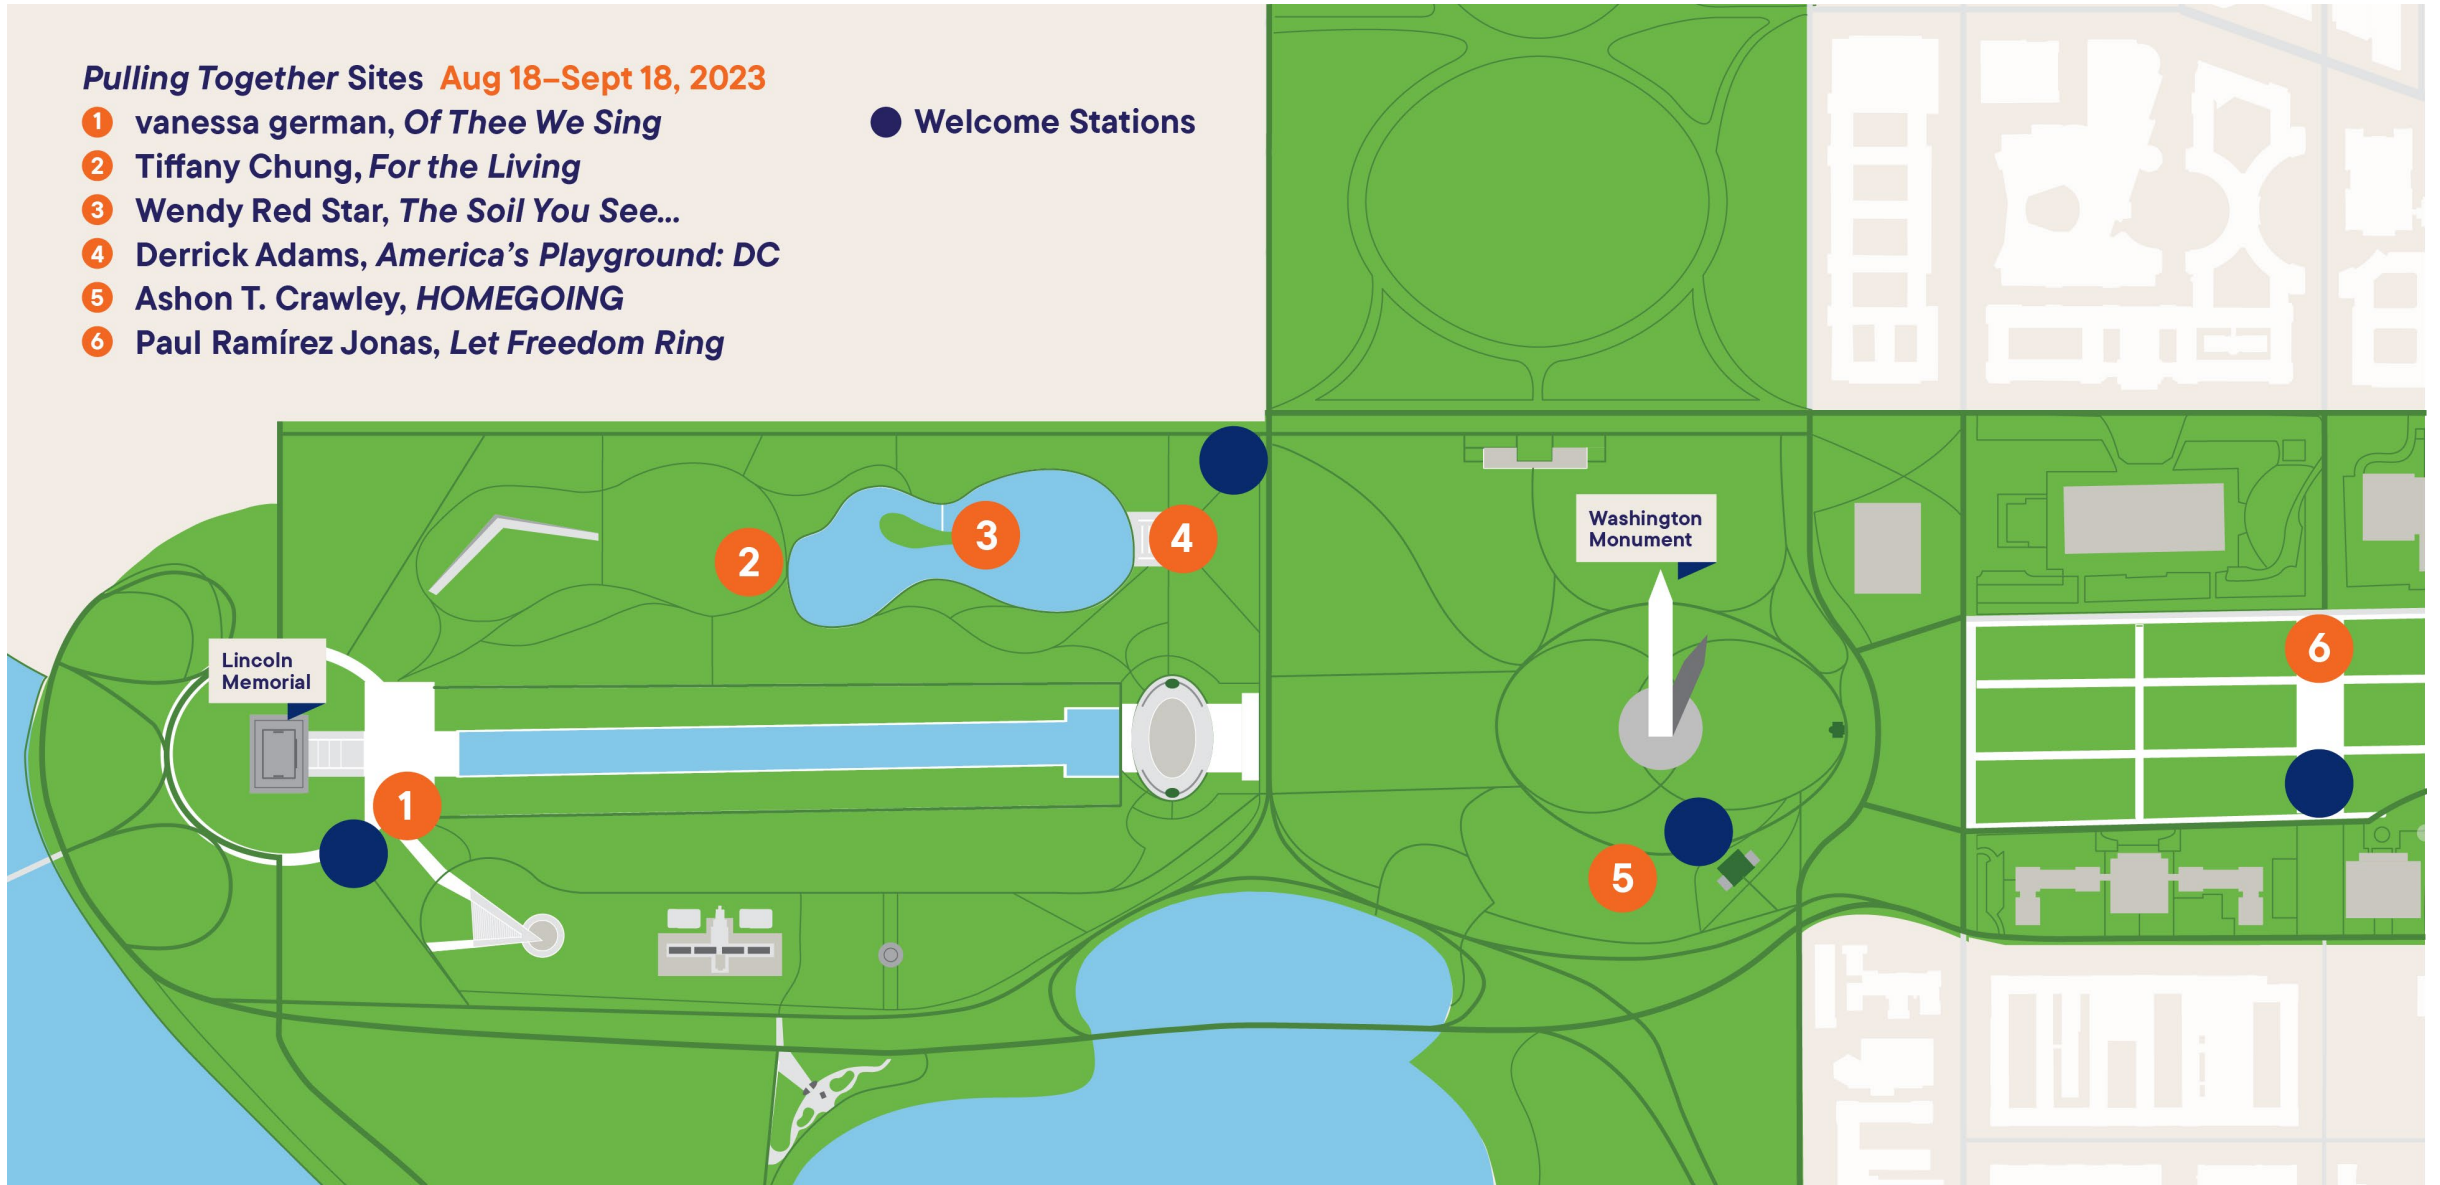 Pulling Together Sites Aug 18–Sept 18, 2023
1 vanessa german, Of Thee We Sing
2 Tiffany Chung, For the Living
3 Wendy Red Star, The Soil You See...
4 Derrick Adams, America's Playground: DC
5 Ashon T. Crawley, HOMEGOING
6 Paul Ramírez Jonas, Let Freedom Ring
Welcome Stations
Washington
Monument
3
4
2
6
Lincoln
Memorial
1
5